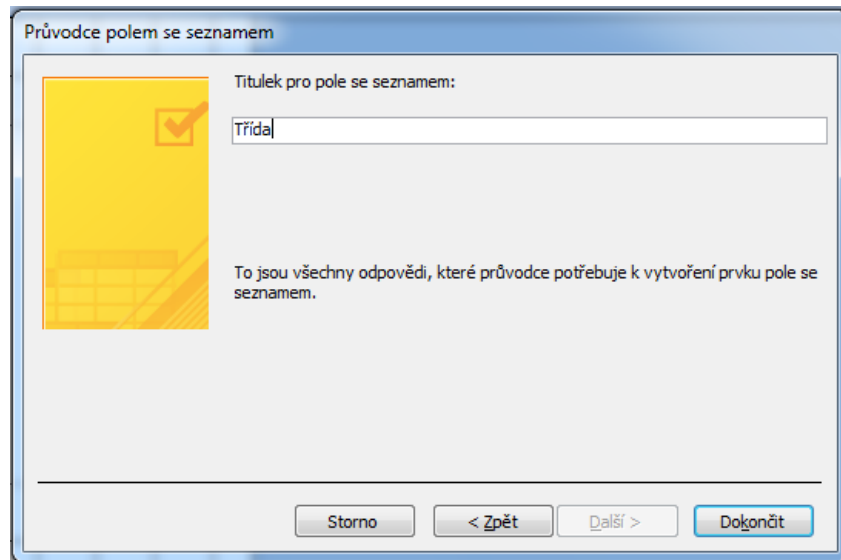 Průvodce polem se seznamem
Titulek pro pole se seznamem:
Třída
To jsou všechny odpovědi, které průvodce potřebuje k vytvoření prvku pole se
seznamem.
Storno
< Zpět
Další >
Dokončit